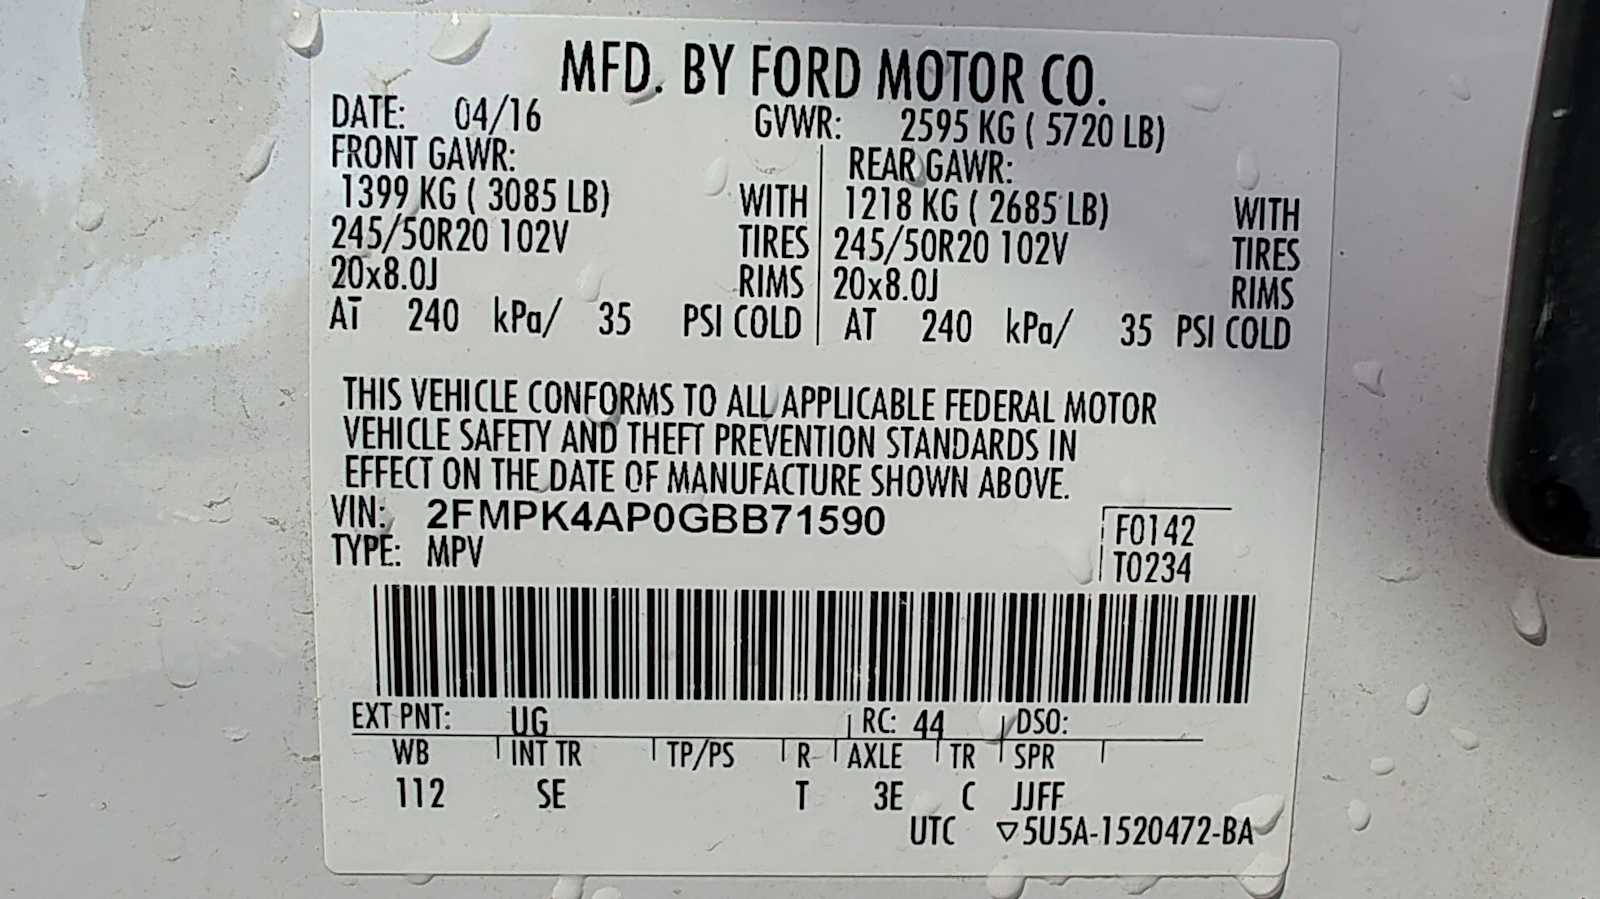 MFD. BY FORD MOTOR CO.
DATE: 04/16 GVWR: 2595 KG ( 5720 LB)
FRONT GAWR: REAR GAWR:
1399 KG ( 3085 LB) WITH 1218 KG ( 2685 LB) WITH
245/50R20 102V TIRES 245/50R20 102V TIRES
20x8.0J RIMS 20x8.0J RIMS
AT 240 kPa/ 35 PSI COLD AT 240 kPa/ 35 PSI COLD
THIS VEHICLE CONFORMS TO ALL APPLICABLE FEDERAL MOTOR
VEHICLE SAFETY AND THEFT PREVENTION STANDARDS IN
EFFECT ON THE DATE OF MANUFACTURE SHOWN ABOVE.
VIN: 2FMPK4AP0GBB71590 F0142
TYPE: MPV T0234
EXT PNT: UG RC: 44 DSO:
WB INT TR TP/PS R AXLE TR SPR
112 SE T 3E C JJFF
UTC ▽5U5A-1520472-BA